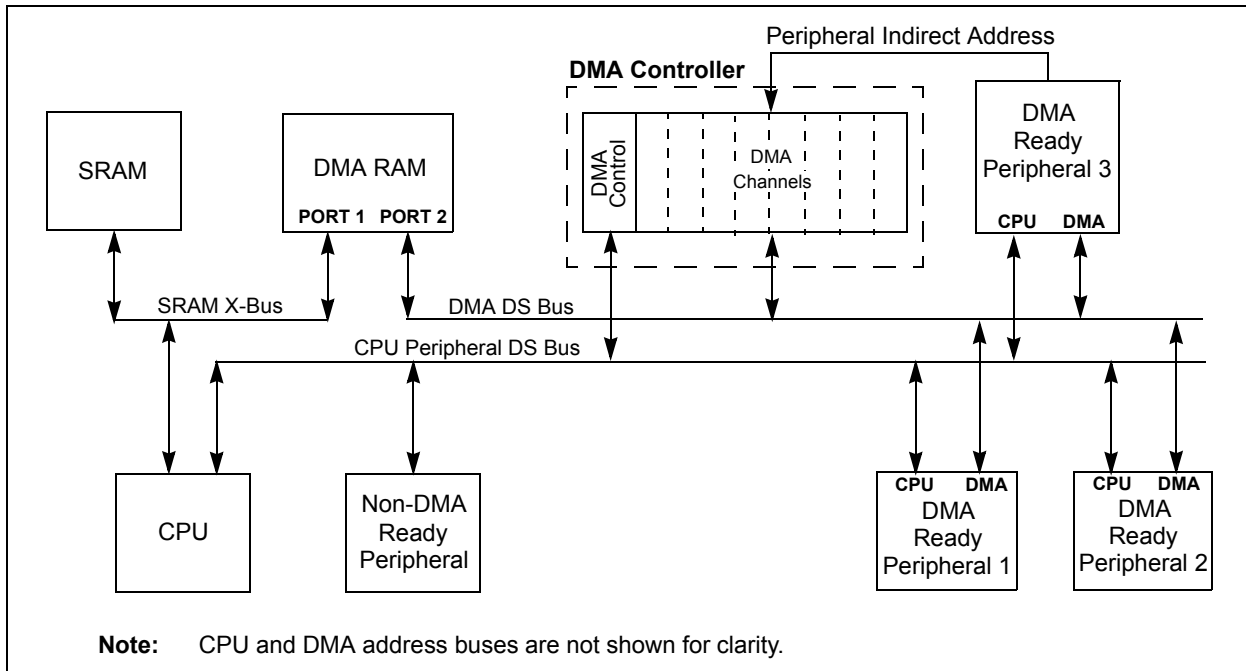 Peripheral Indirect Address
DMA Controller
SRAM
DMA RAM
PORT 1 PORT 2
DMA
Control
DMA
Channels
DMA
Ready
Peripheral 3
CPU DMA
SRAM X-Bus
DMA DS Bus
CPU Peripheral DS Bus
CPU
Non-DMA
Ready
Peripheral
CPU DMA
DMA
Ready
Peripheral 1
CPU DMA
DMA
Ready
Peripheral 2
Note: CPU and DMA address buses are not shown for clarity.